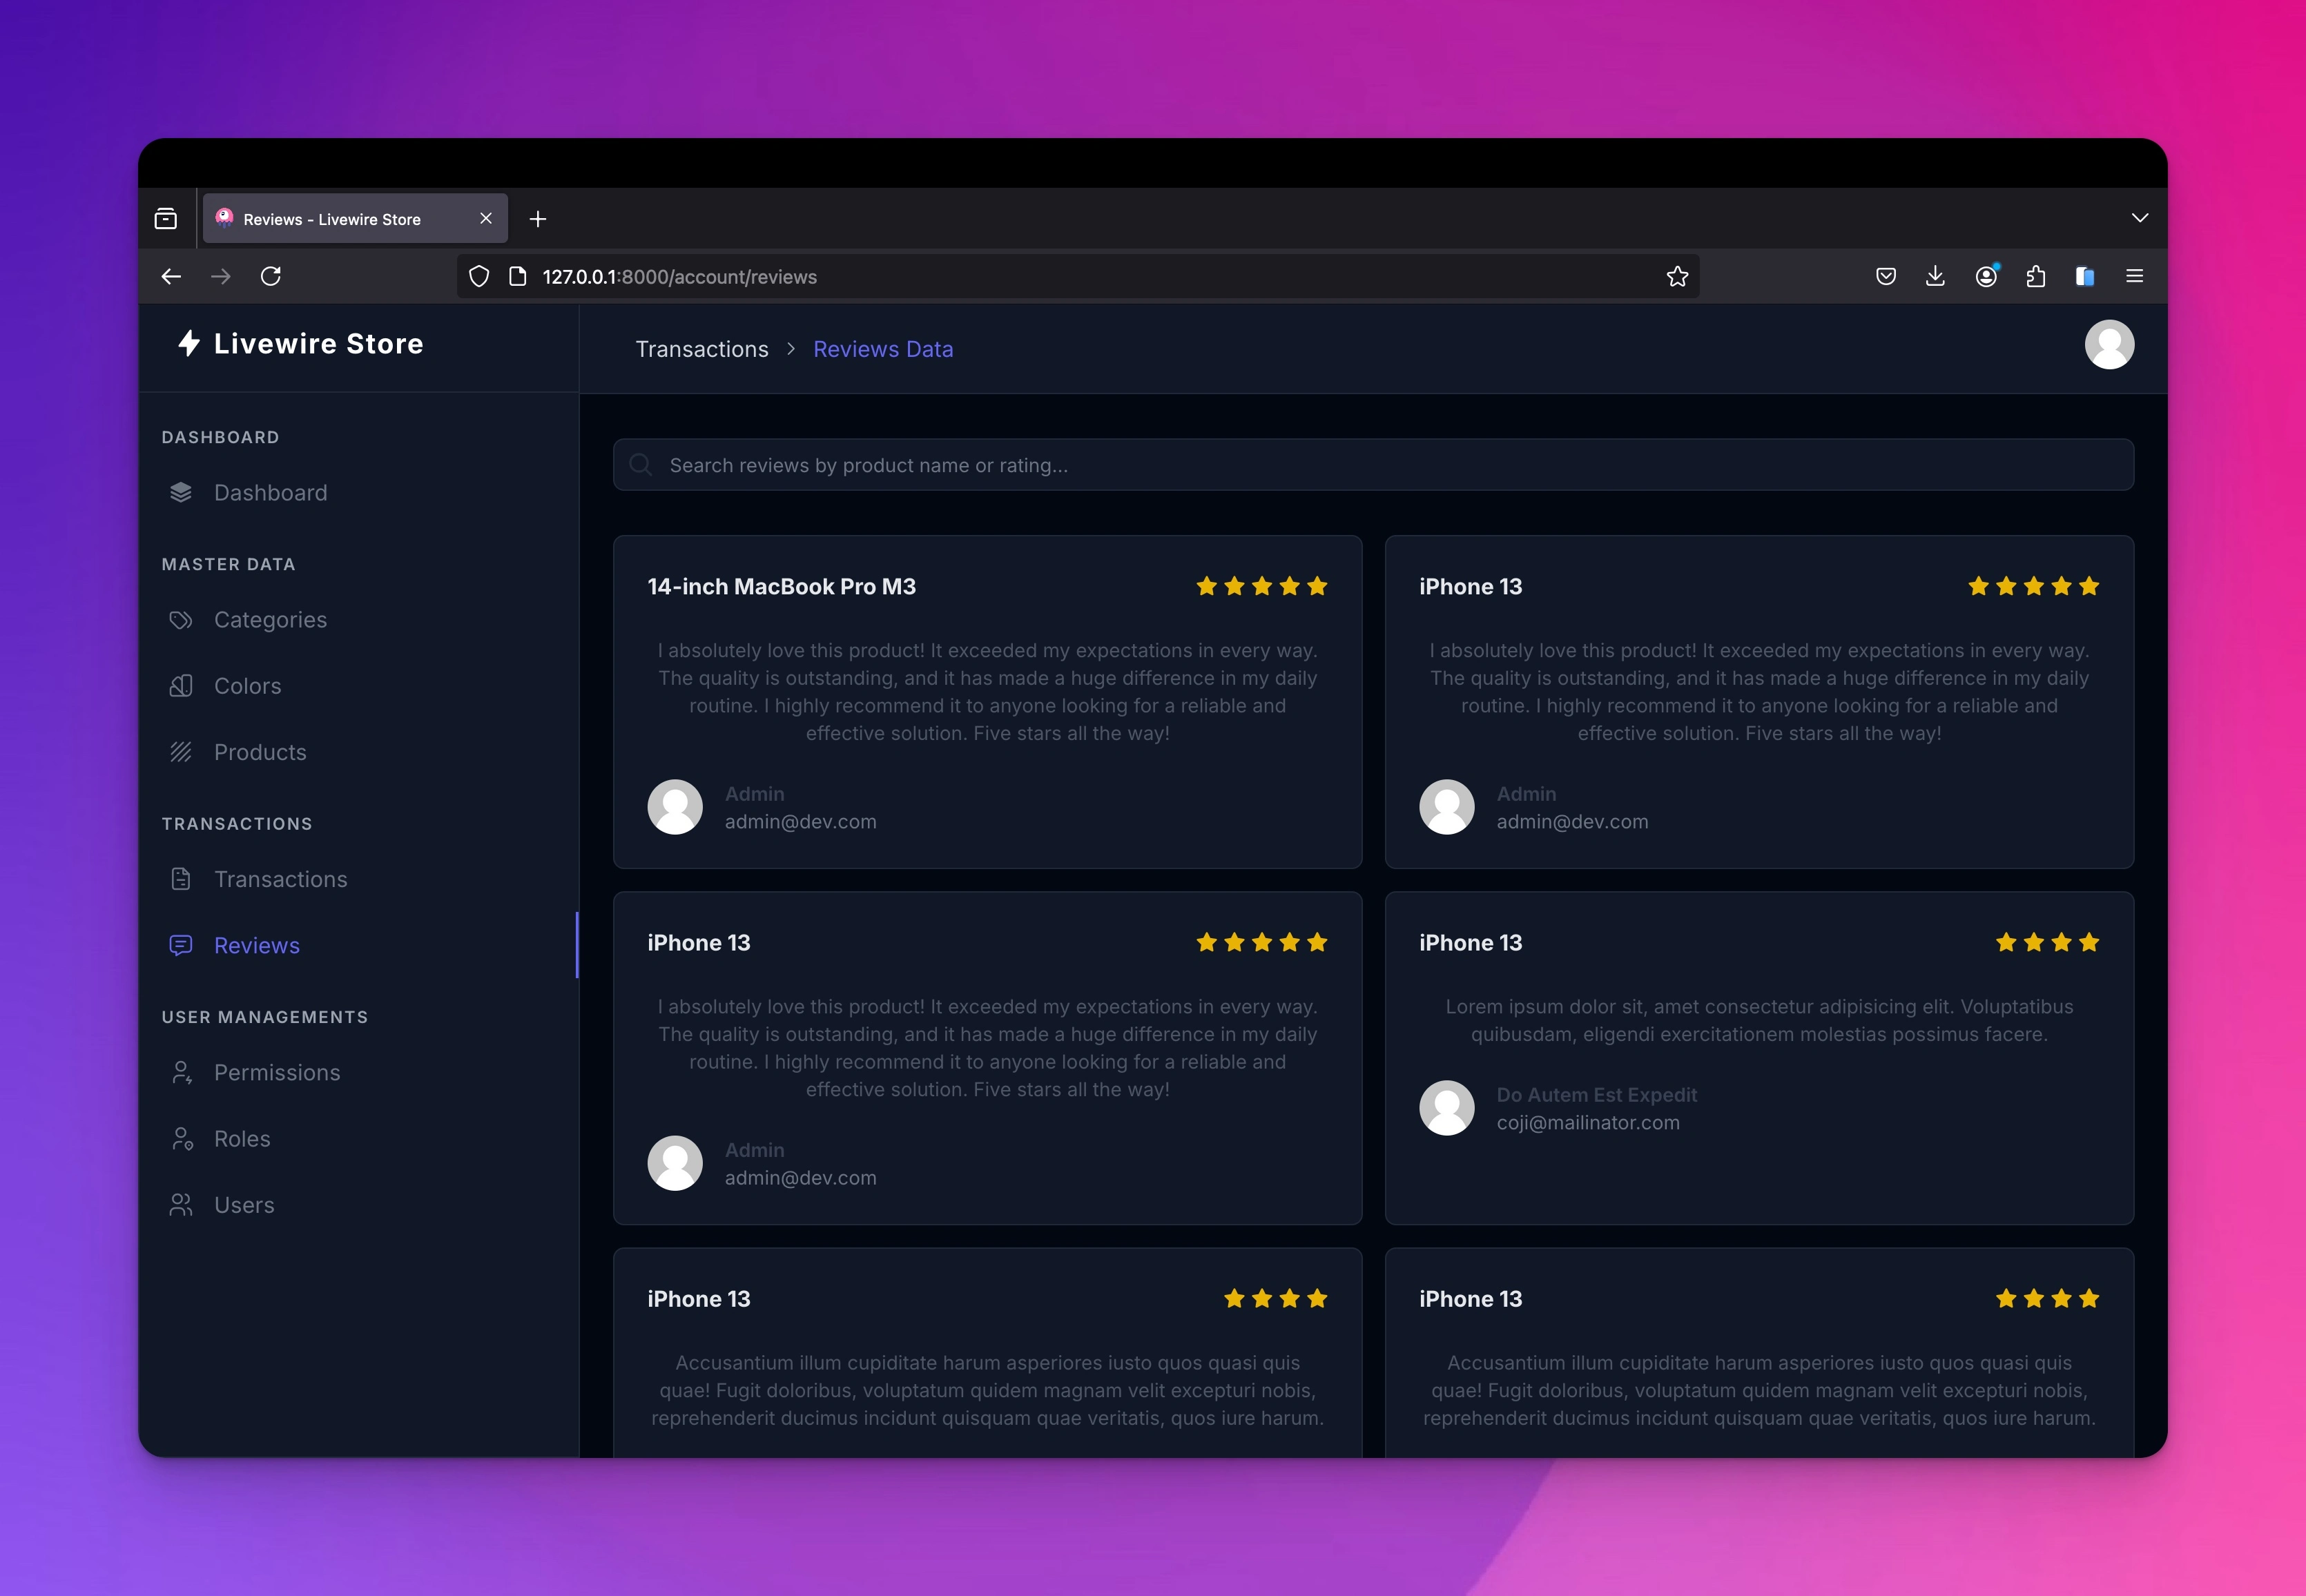 Reviews - Livewire Store
127.0.0.1:8000/account/reviews
Livewire Store
Transactions > Reviews Data
DASHBOARD
Dashboard
MASTER DATA
Categories
Colors
Products
TRANSACTIONS
Transactions
Reviews
USER MANAGEMENTS
Permissions
Roles
Users
Search reviews by product name or rating...
14-inch MacBook Pro M3
I absolutely love this product! It exceeded my expectations in every way.
The quality is outstanding, and it has made a huge difference in my daily
routine. I highly recommend it to anyone looking for a reliable and
effective solution. Five stars all the way!
Admin
admin@dev.com
iPhone 13
I absolutely love this product! It exceeded my expectations in every way.
The quality is outstanding, and it has made a huge difference in my daily
routine. I highly recommend it to anyone looking for a reliable and
effective solution. Five stars all the way!
Admin
admin@dev.com
iPhone 13
I absolutely love this product! It exceeded my expectations in every way.
The quality is outstanding, and it has made a huge difference in my daily
routine. I highly recommend it to anyone looking for a reliable and
effective solution. Five stars all the way!
Admin
admin@dev.com
iPhone 13
Lorem ipsum dolor sit, amet consectetur adipisicing elit. Voluptatibus
quibusdam, eligendi exercitationem molestias possimus facere.
Do Autem Est Expedit
coji@mailinator.com
iPhone 13
Accusantium illum cupiditate harum asperiores iusto quos quasi quis
quae! Fugit doloribus, voluptatum quidem magnam velit excepturi nobis,
reprehenderit ducimus incidunt quisquam quae veritatis, quos iure harum.
iPhone 13
Accusantium illum cupiditate harum asperiores iusto quos quasi quis
quae! Fugit doloribus, voluptatum quidem magnam velit excepturi nobis,
reprehenderit ducimus incidunt quisquam quae veritatis, quos iure harum.